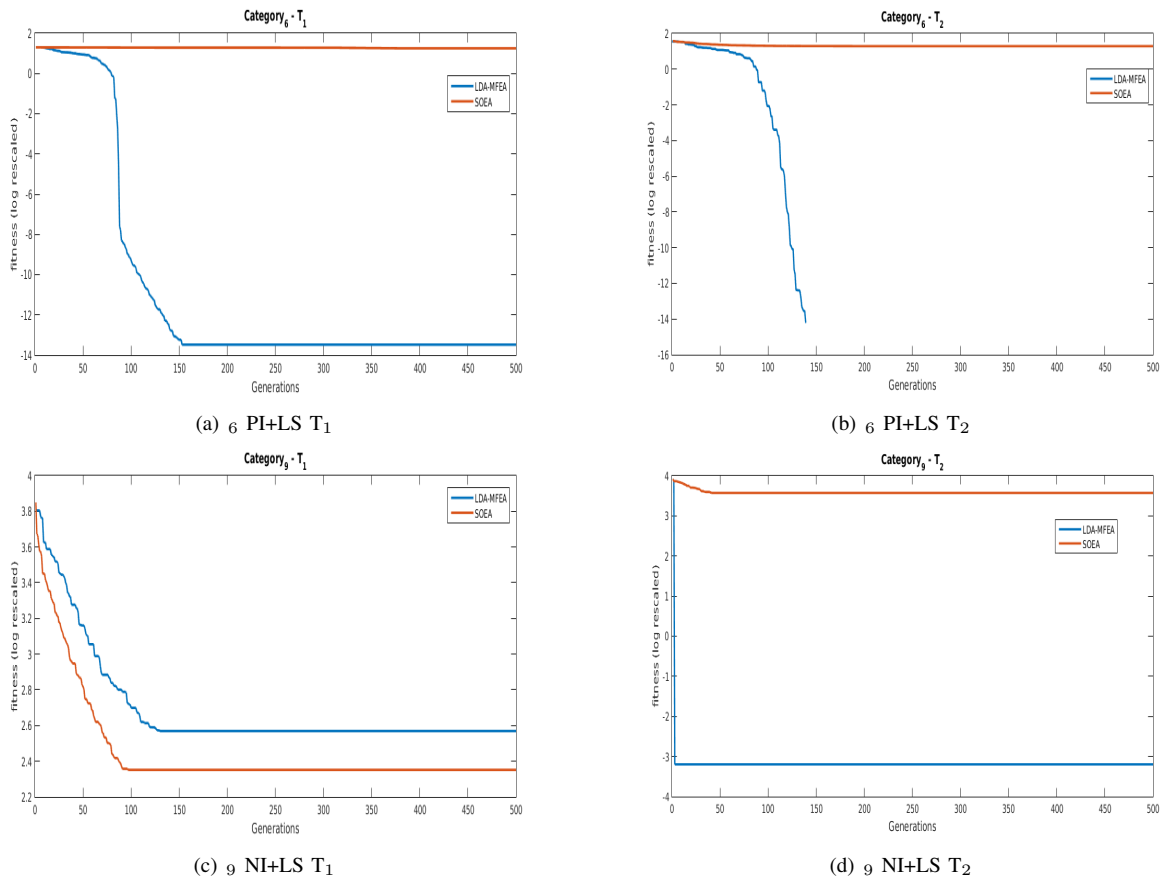 Category6 - T1
fitness (log rescaled)
2
0
-2
-4
-6
-8
-10
-12
-14
LDA-MFEA
SOEA
0 50 100 150 200 250 300 350 400 450 500
Generations
(a) 6 PI+LS T1
Category6 - T2
fitness (log rescaled)
2
0
-2
-4
-6
-8
-10
-12
-14
-16
LDA-MFEA
SOEA
0 50 100 150 200 250 300 350 400 450 500
Generations
(b) 6 PI+LS T2
Category9 - T1
fitness (log rescaled)
4
3.8
3.6
3.4
3.2
3
2.8
2.6
2.4
2.2
LDA-MFEA
SOEA
0 50 100 150 200 250 300 350 400 450 500
Generations
(c) 9 NI+LS T1
Category9 - T2
fitness (log rescaled)
4
3
2
1
0
-1
-2
-3
-4
LDA-MFEA
SOEA
0 50 100 150 200 250 300 350 400 450 500
Generations
(d) 9 NI+LS T2